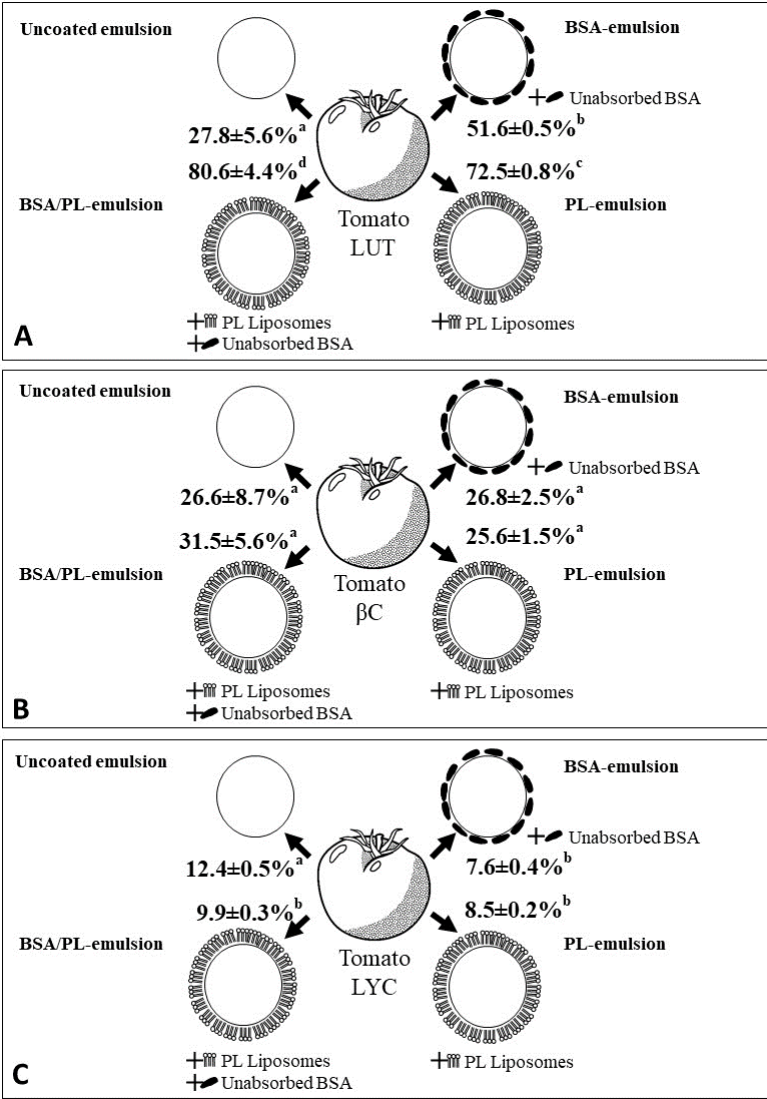 Uncoated emulsion
BSA-emulsion
Unabsorbed BSA
27.8±5.6%a
51.6±0.5%b
80.6±4.4%d
72.5±0.8%c
BSA/PL-emulsion
PL-emulsion
Tomato
LUT
PL Liposomes
Unabsorbed BSA
PL Liposomes
A
Uncoated emulsion
BSA-emulsion
Unabsorbed BSA
26.6±8.7%a
26.8±2.5%a
31.5±5.6%a
25.6±1.5%a
BSA/PL-emulsion
PL-emulsion
Tomato
βC
PL Liposomes
Unabsorbed BSA
PL Liposomes
B
Uncoated emulsion
BSA-emulsion
Unabsorbed BSA
12.4±0.5%a
7.6±0.4%b
9.9±0.3%b
8.5±0.2%b
BSA/PL-emulsion
PL-emulsion
Tomato
LYC
PL Liposomes
Unabsorbed BSA
PL Liposomes
C